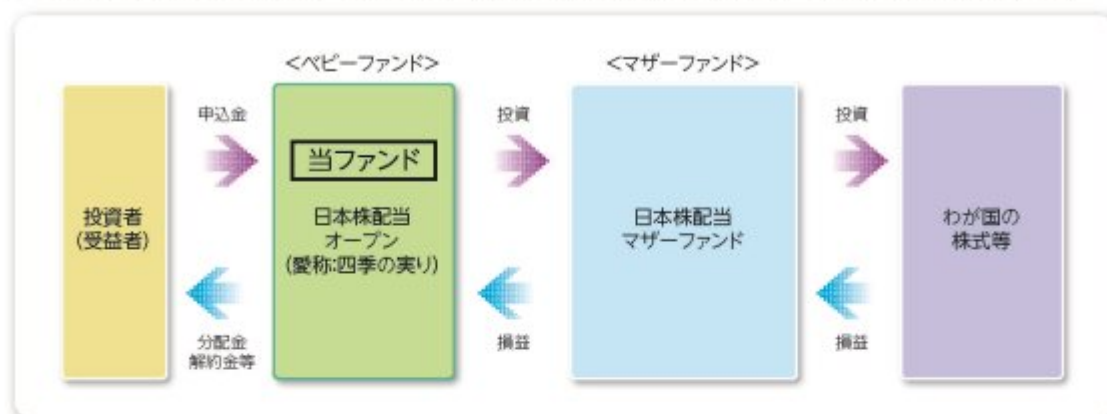 <ベビーファンド>
<マザーファンド>
投資者
(受益者)
申込金
分配金
解約金等
当ファンド
日本株配当
オープン
(愛称:四季の実り)
投資
損益
日本株配当
マザーファンド
投資
損益
わが国の
株式等